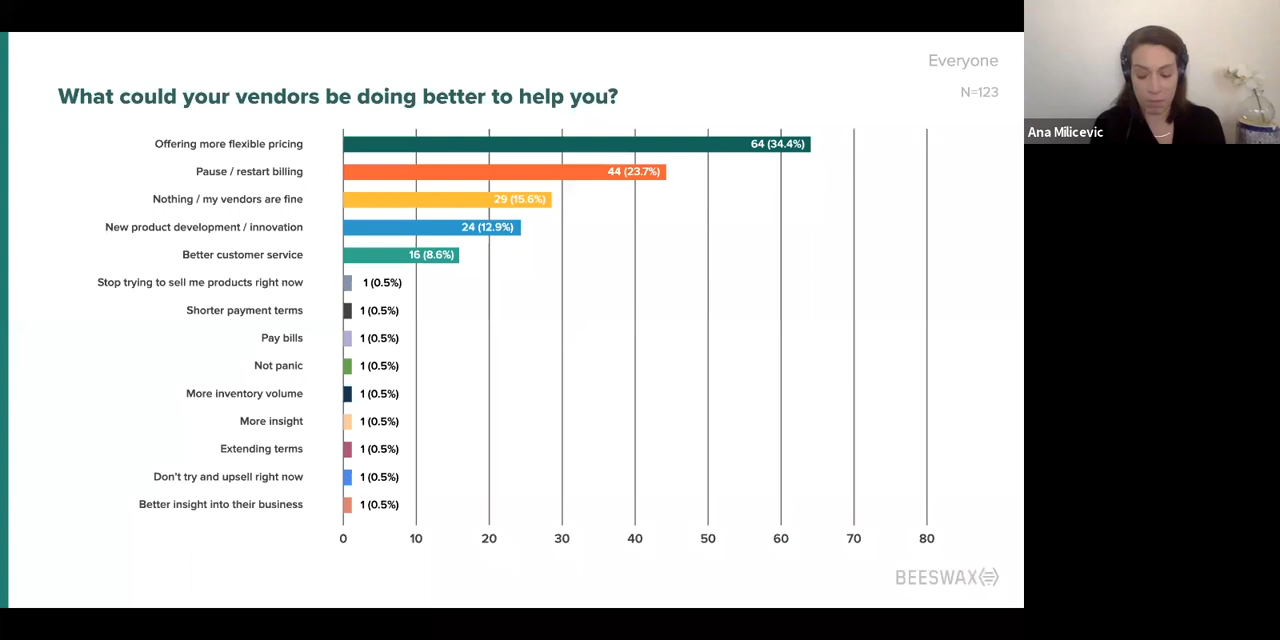 Everyone
N=123
What could your vendors be doing better to help you?
Offering more flexible pricing 64 (34.4%)
Pause / restart billing 44 (23.7%)
Nothing / my vendors are fine 29 (15.6%)
New product development / innovation 24 (12.9%)
Better customer service 16 (8.6%)
Stop trying to sell me products right now 1 (0.5%)
Shorter payment terms 1 (0.5%)
Pay bills 1 (0.5%)
Not panic 1 (0.5%)
More inventory volume 1 (0.5%)
More insight 1 (0.5%)
Extending terms 1 (0.5%)
Don't try and upsell right now 1 (0.5%)
Better insight into their business 1 (0.5%)
0 10 20 30 40 50 60 70 80
BEESWAX
Ana Milicevic